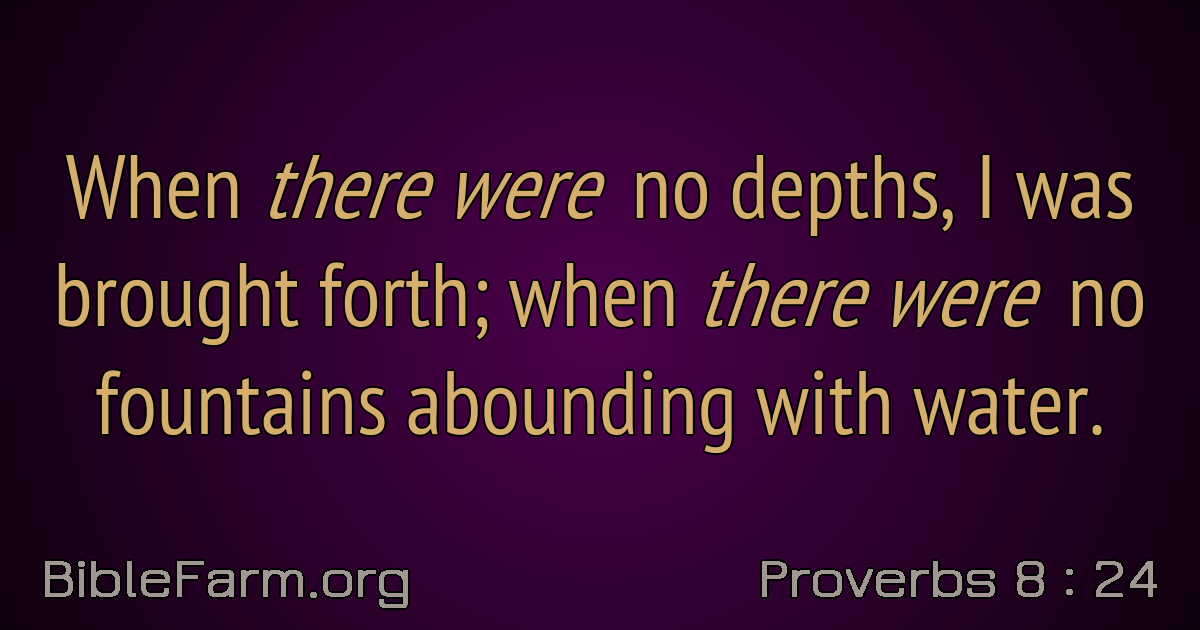 When there were no depths, I was
brought forth; when there were no
fountains abounding with water.
BibleFarm.org
Proverbs 8 : 24